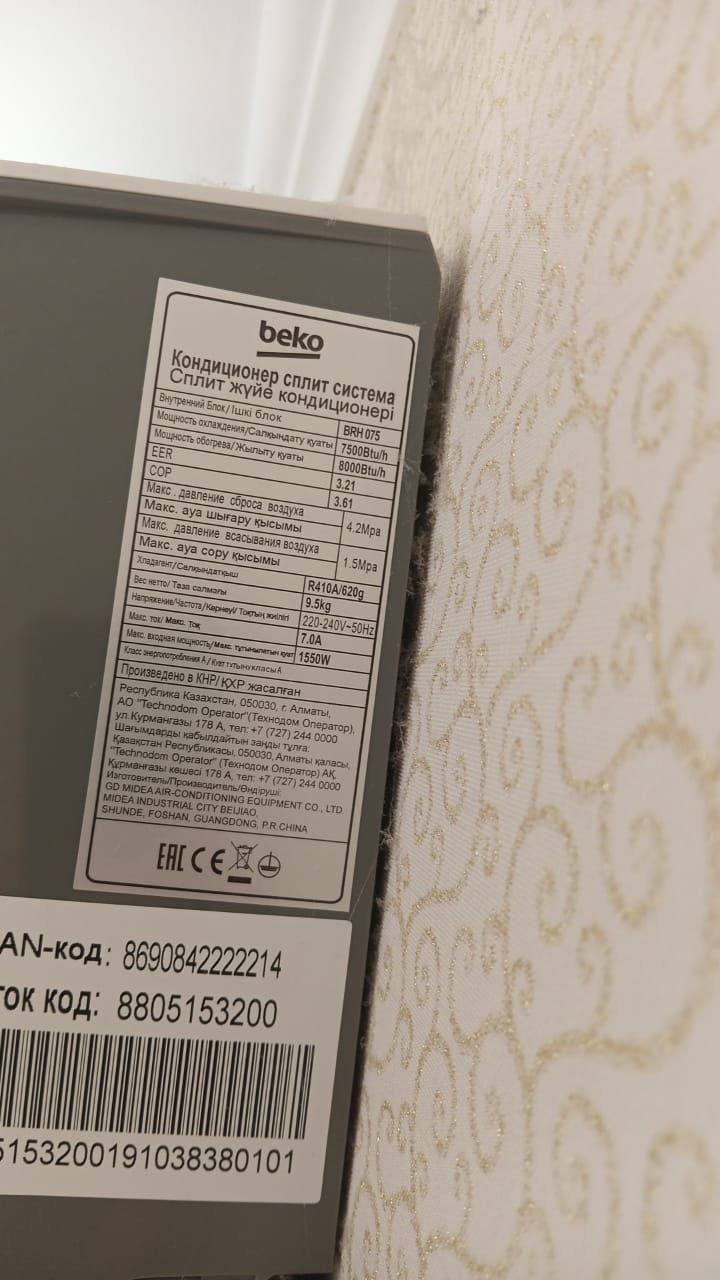 beko
Кондиционер сплит система
Сплит жүйе кондиционері
Внутренний Блок/Ішкі блок BRH 075
Мощность охлаждения/Салқындату қуаты 7500Btu/h
Мощность обогрева/Жылыту қуаты 8000Btu/h
EER 3.21
COP 3.61
Макс. давление сброса воздуха
Макс. ауа шығару қысымы 4.2Mpa
Макс. давление всасывания воздуха
Макс. ауа сору қысымы 1.5Mpa
Хладагент/Салқындатқыш R410A/620g
Вес нетто/ Таза салмағы 9.5kg
Напряжение/Частота/Кернеуі/ Тоқтың жиілігі 220-240V~50Hz
Макс. ток/ Макс. Тоқ 7.0A
Макс. входная мощность/Макс. тұтынылатын қуат 1550W
Класс энергопотребления A/
Произведено в КНР/ ҚХР жасалған
Республика Казахстан, 050030, г. Алматы,
АО "Technodom Operator"(Технодом Оператор),
ул.Курмангазы 178 А, тел: +7 (727) 244 0000
Шағымдарды қабылдайтын заңды тұлға:
Қазақстан Республикасы, 050030, Алматы қаласы,
"Technodom Operator" (Технодом Оператор) АҚ,
Құрманғазы көшесі 178 А, тел: +7 (727) 244 0000
Изготовитель/Производитель/Өндіруші:
GD MIDEA AIR-CONDITIONING EQUIPMENT CO., LTD
MIDEA INDUSTRIAL CITY BEIJIAO,
SHUNDE, FOSHAN, GUANGDONG, P.R CHINA
EAC CE
AN-код: 8690842222214
ток код: 8805153200
5153200191038380101